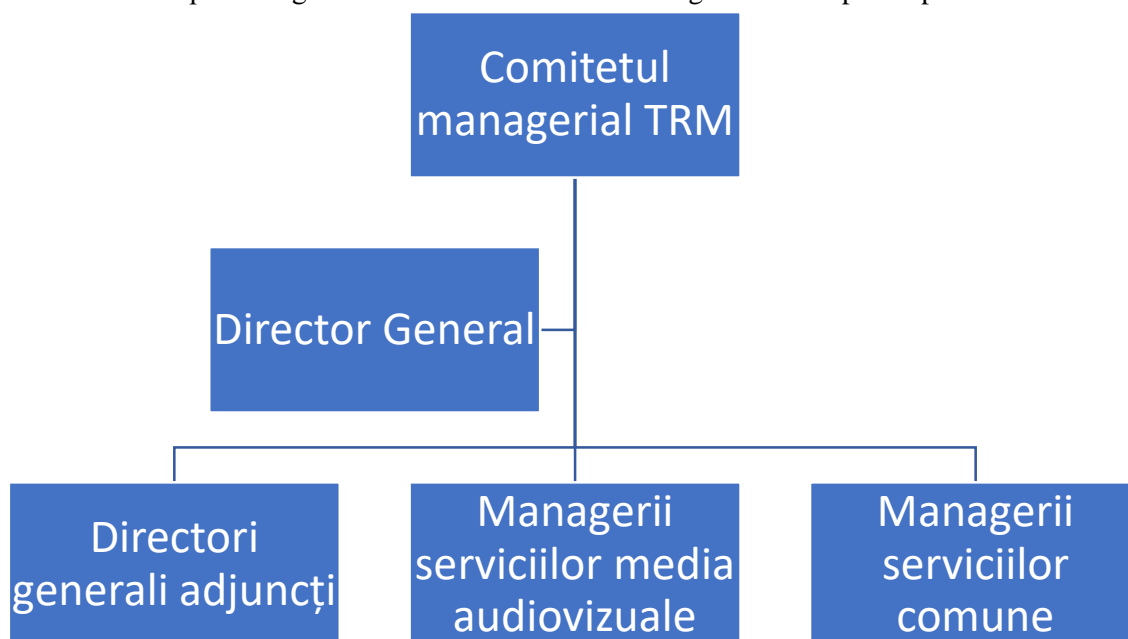 Comitetul
managerial TRM
Director General
Directori
generali adjuncți
Managerii
serviciilor media
audiovizuale
Managerii
serviciilor
comune